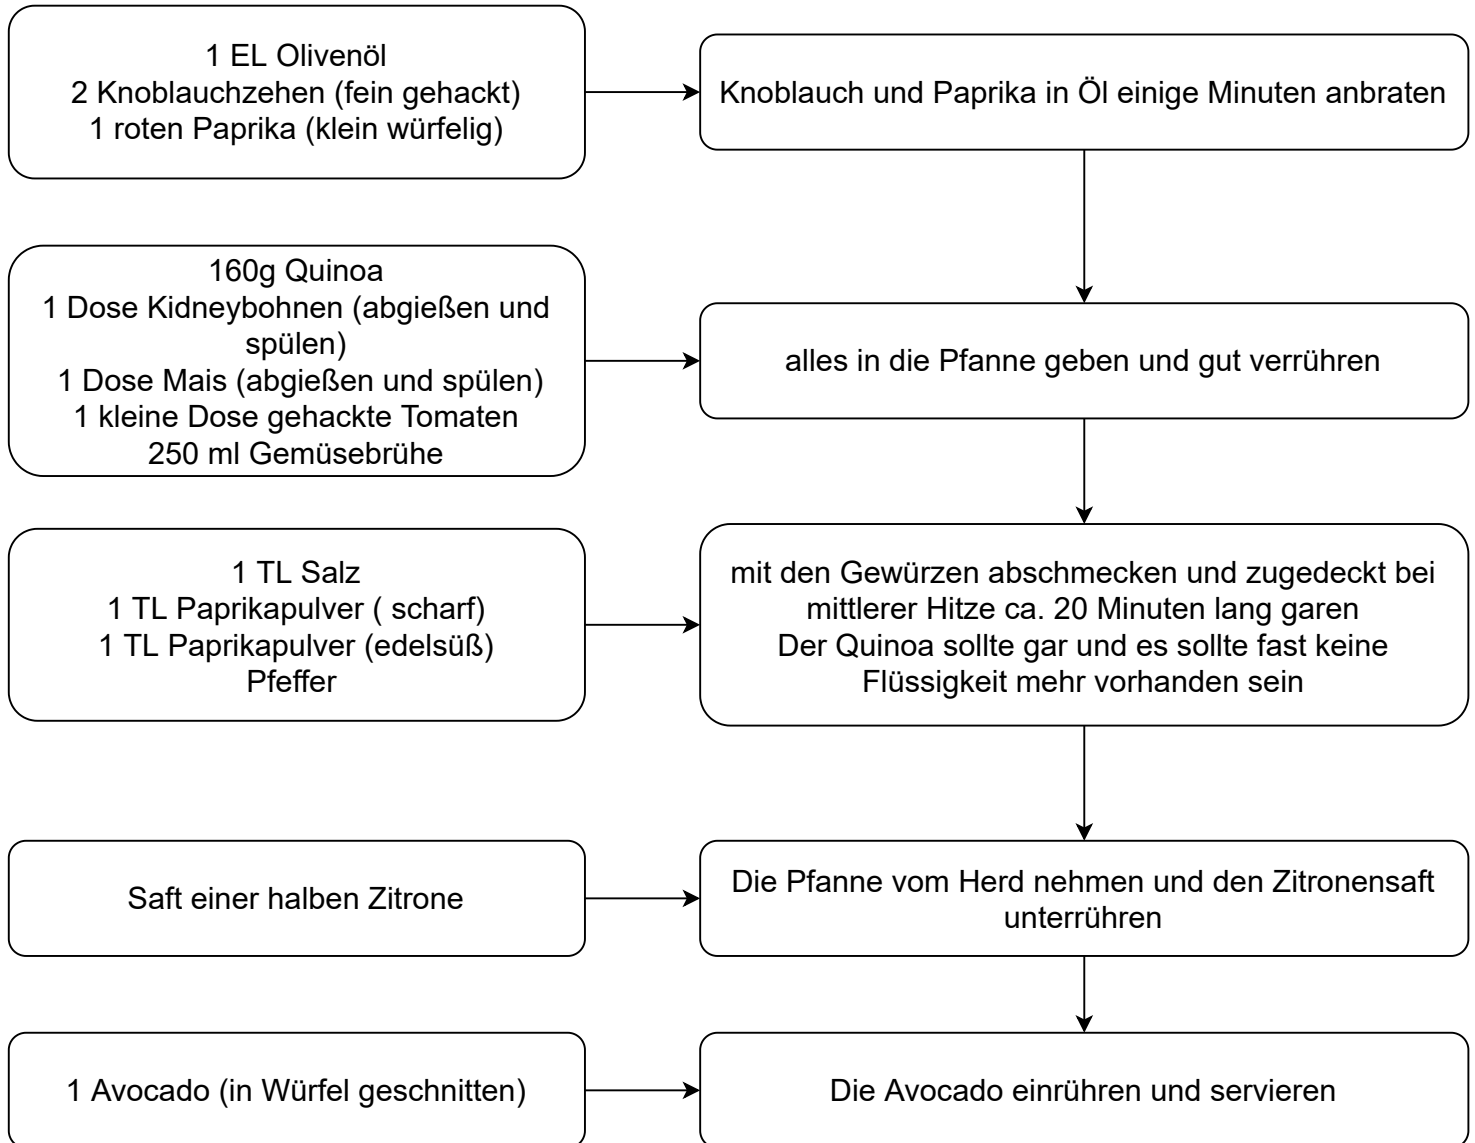 1 EL Olivenöl
2 Knoblauchzehen (fein gehackt)
1 roten Paprika (klein würfelig)
Knoblauch und Paprika in Öl einige Minuten anbraten
160g Quinoa
1 Dose Kidneybohnen (abgießen und
spülen)
1 Dose Mais (abgießen und spülen)
1 kleine Dose gehackte Tomaten
250 ml Gemüsebrühe
alles in die Pfanne geben und gut verrühren
1 TL Salz
1 TL Paprikapulver ( scharf)
1 TL Paprikapulver (edelsüß)
Pfeffer
mit den Gewürzen abschmecken und zugedeckt bei
mittlerer Hitze ca. 20 Minuten lang garen
Der Quinoa sollte gar und es sollte fast keine
Flüssigkeit mehr vorhanden sein
Saft einer halben Zitrone
Die Pfanne vom Herd nehmen und den Zitronensaft
unterrühren
1 Avocado (in Würfel geschnitten)
Die Avocado einrühren und servieren